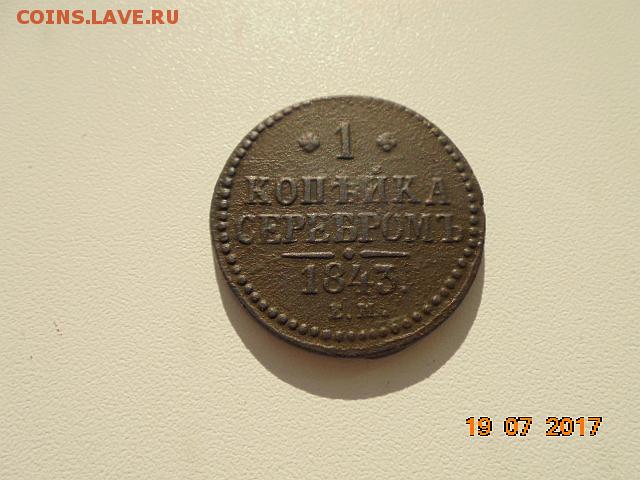 COINS.LAVE.RU
1
КОПѢЙКА
СЕРЕБРОМЪ
1843.
Е.М.
19 07 2017